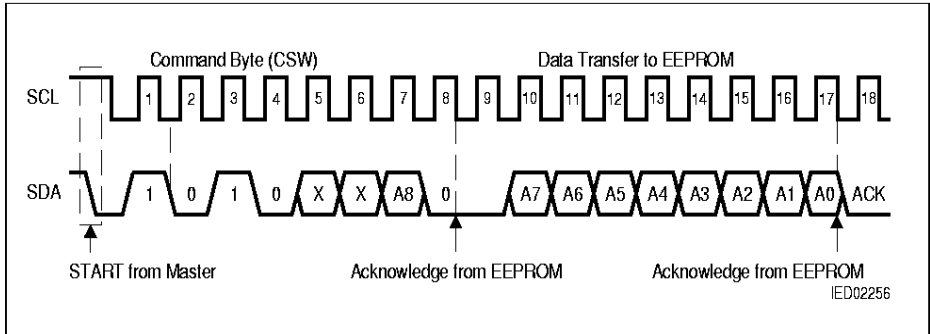 Command Byte (CSW) Data Transfer to EEPROM
SCL 1 2 3 4 5 6 7 8 9 10 11 12 13 14 15 16 17 18
SDA 1 0 1 0 X X A8 0 A7 A6 A5 A4 A3 A2 A1 A0 ACK
START from Master Acknowledge from EEPROM Acknowledge from EEPROM
IED02256